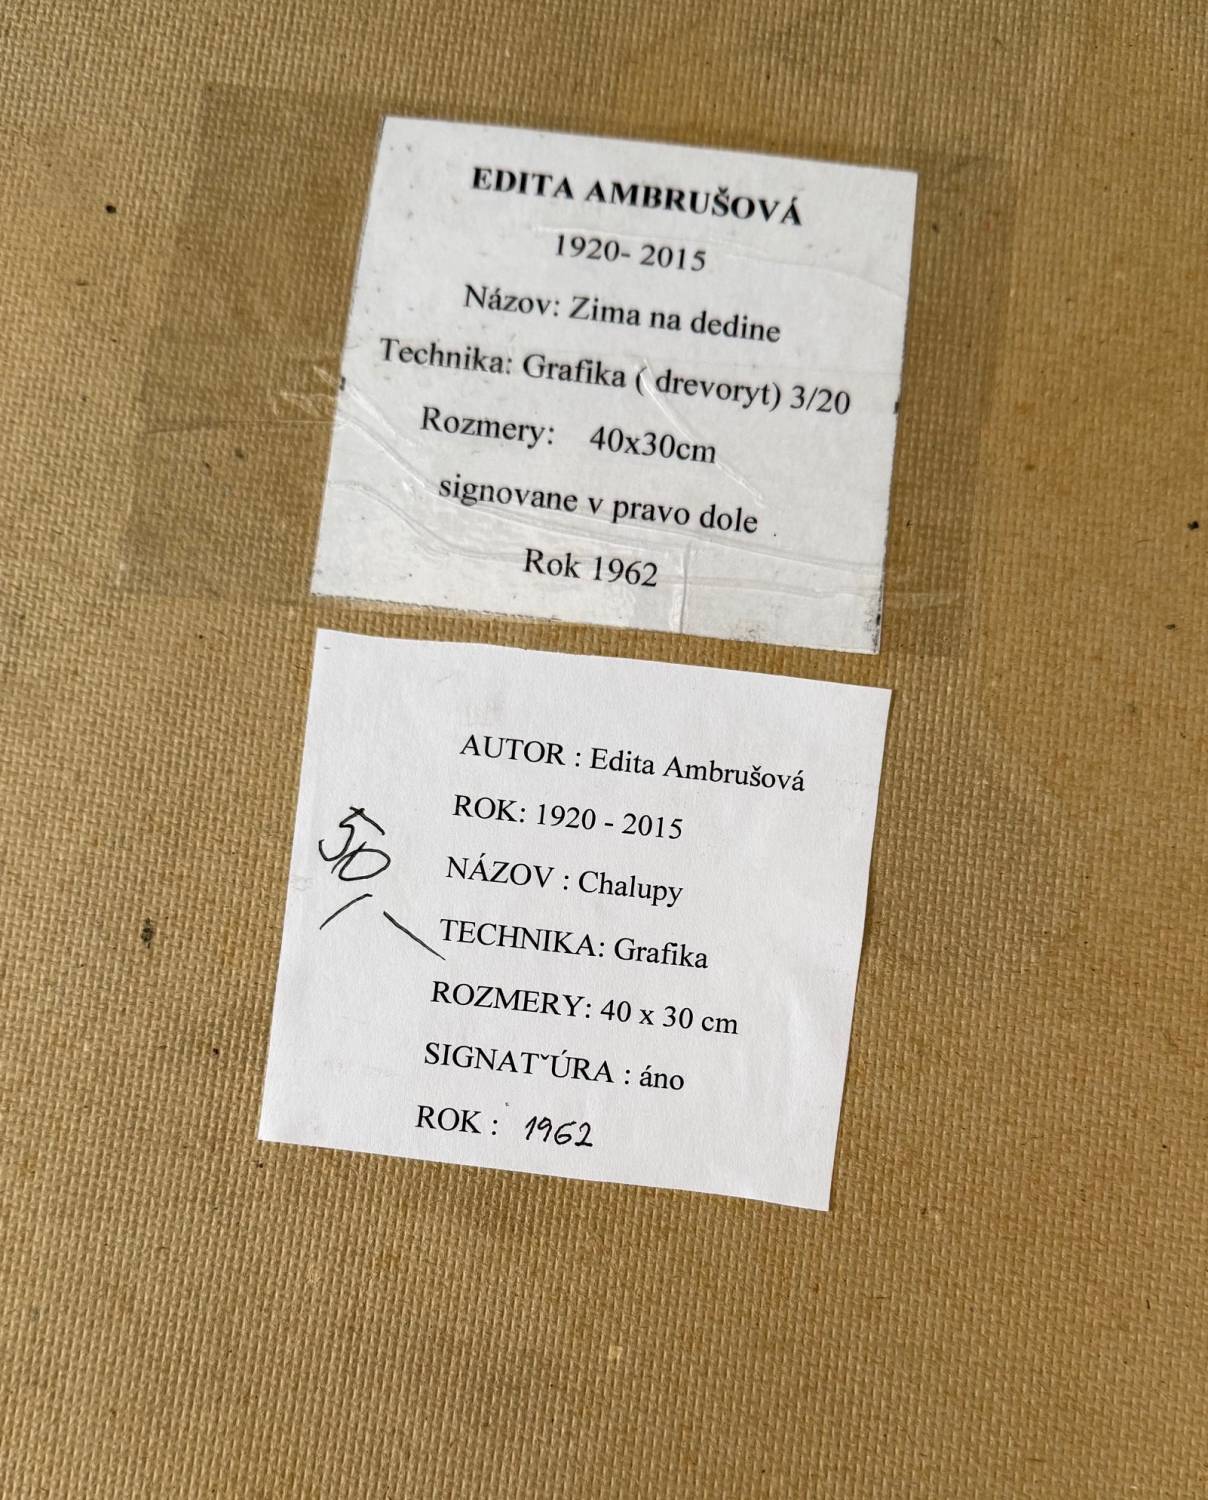 EDITA AMBRUŠOVÁ
1920- 2015
Názov: Zima na dedine
Technika: Grafika ( drevoryt) 3/20
Rozmery: 40x30cm
signovane v pravo dole
Rok 1962
AUTOR : Edita Ambrušová
ROK: 1920 - 2015
NÁZOV : Chalupy
50
TECHNIKA: Grafika
ROZMERY: 40 x 30 cm
SIGNATˇÚRA : áno
ROK : 1962